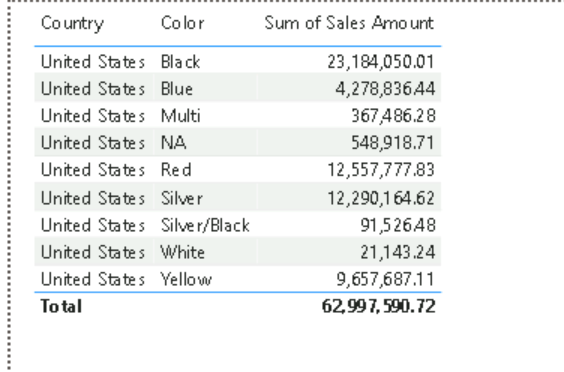 Country Color Sum of Sales Amount
United States Black 23,184,050.01
United States Blue 4,278,836.44
United States Multi 367,486.28
United States NA 548,918.71
United States Red 12,557,777.83
United States Silver 12,290,164.62
United States Silver/Black 91,526.48
United States White 21,143.24
United States Yellow 9,657,687.11
Total 62,997,590.72